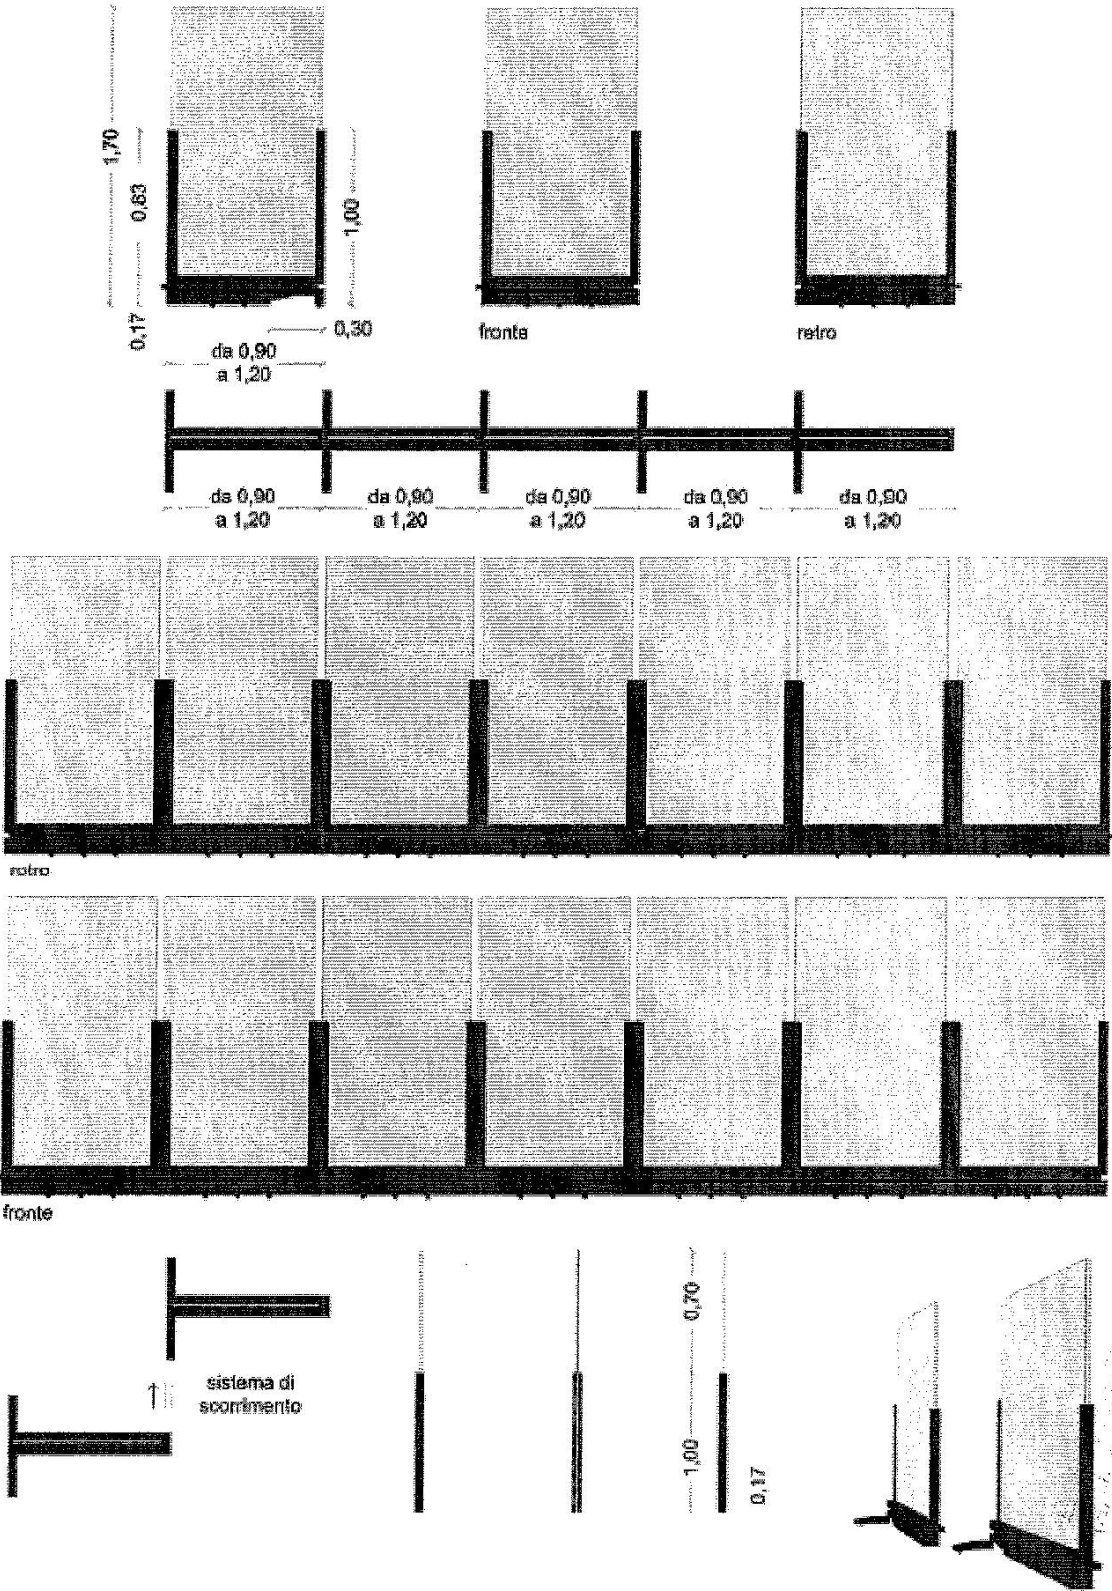 1,70
0,83
0,17
1,00
0,30
da 0,90
a 1,20
fronte
retro
da 0,90
a 1,20
da 0,90
a 1,20
da 0,90
a 1,20
da 0,90
a 1,20
da 0,90
a 1,20
retro
fronte
sistema di
scorrimento
0,70
1,00
0,17